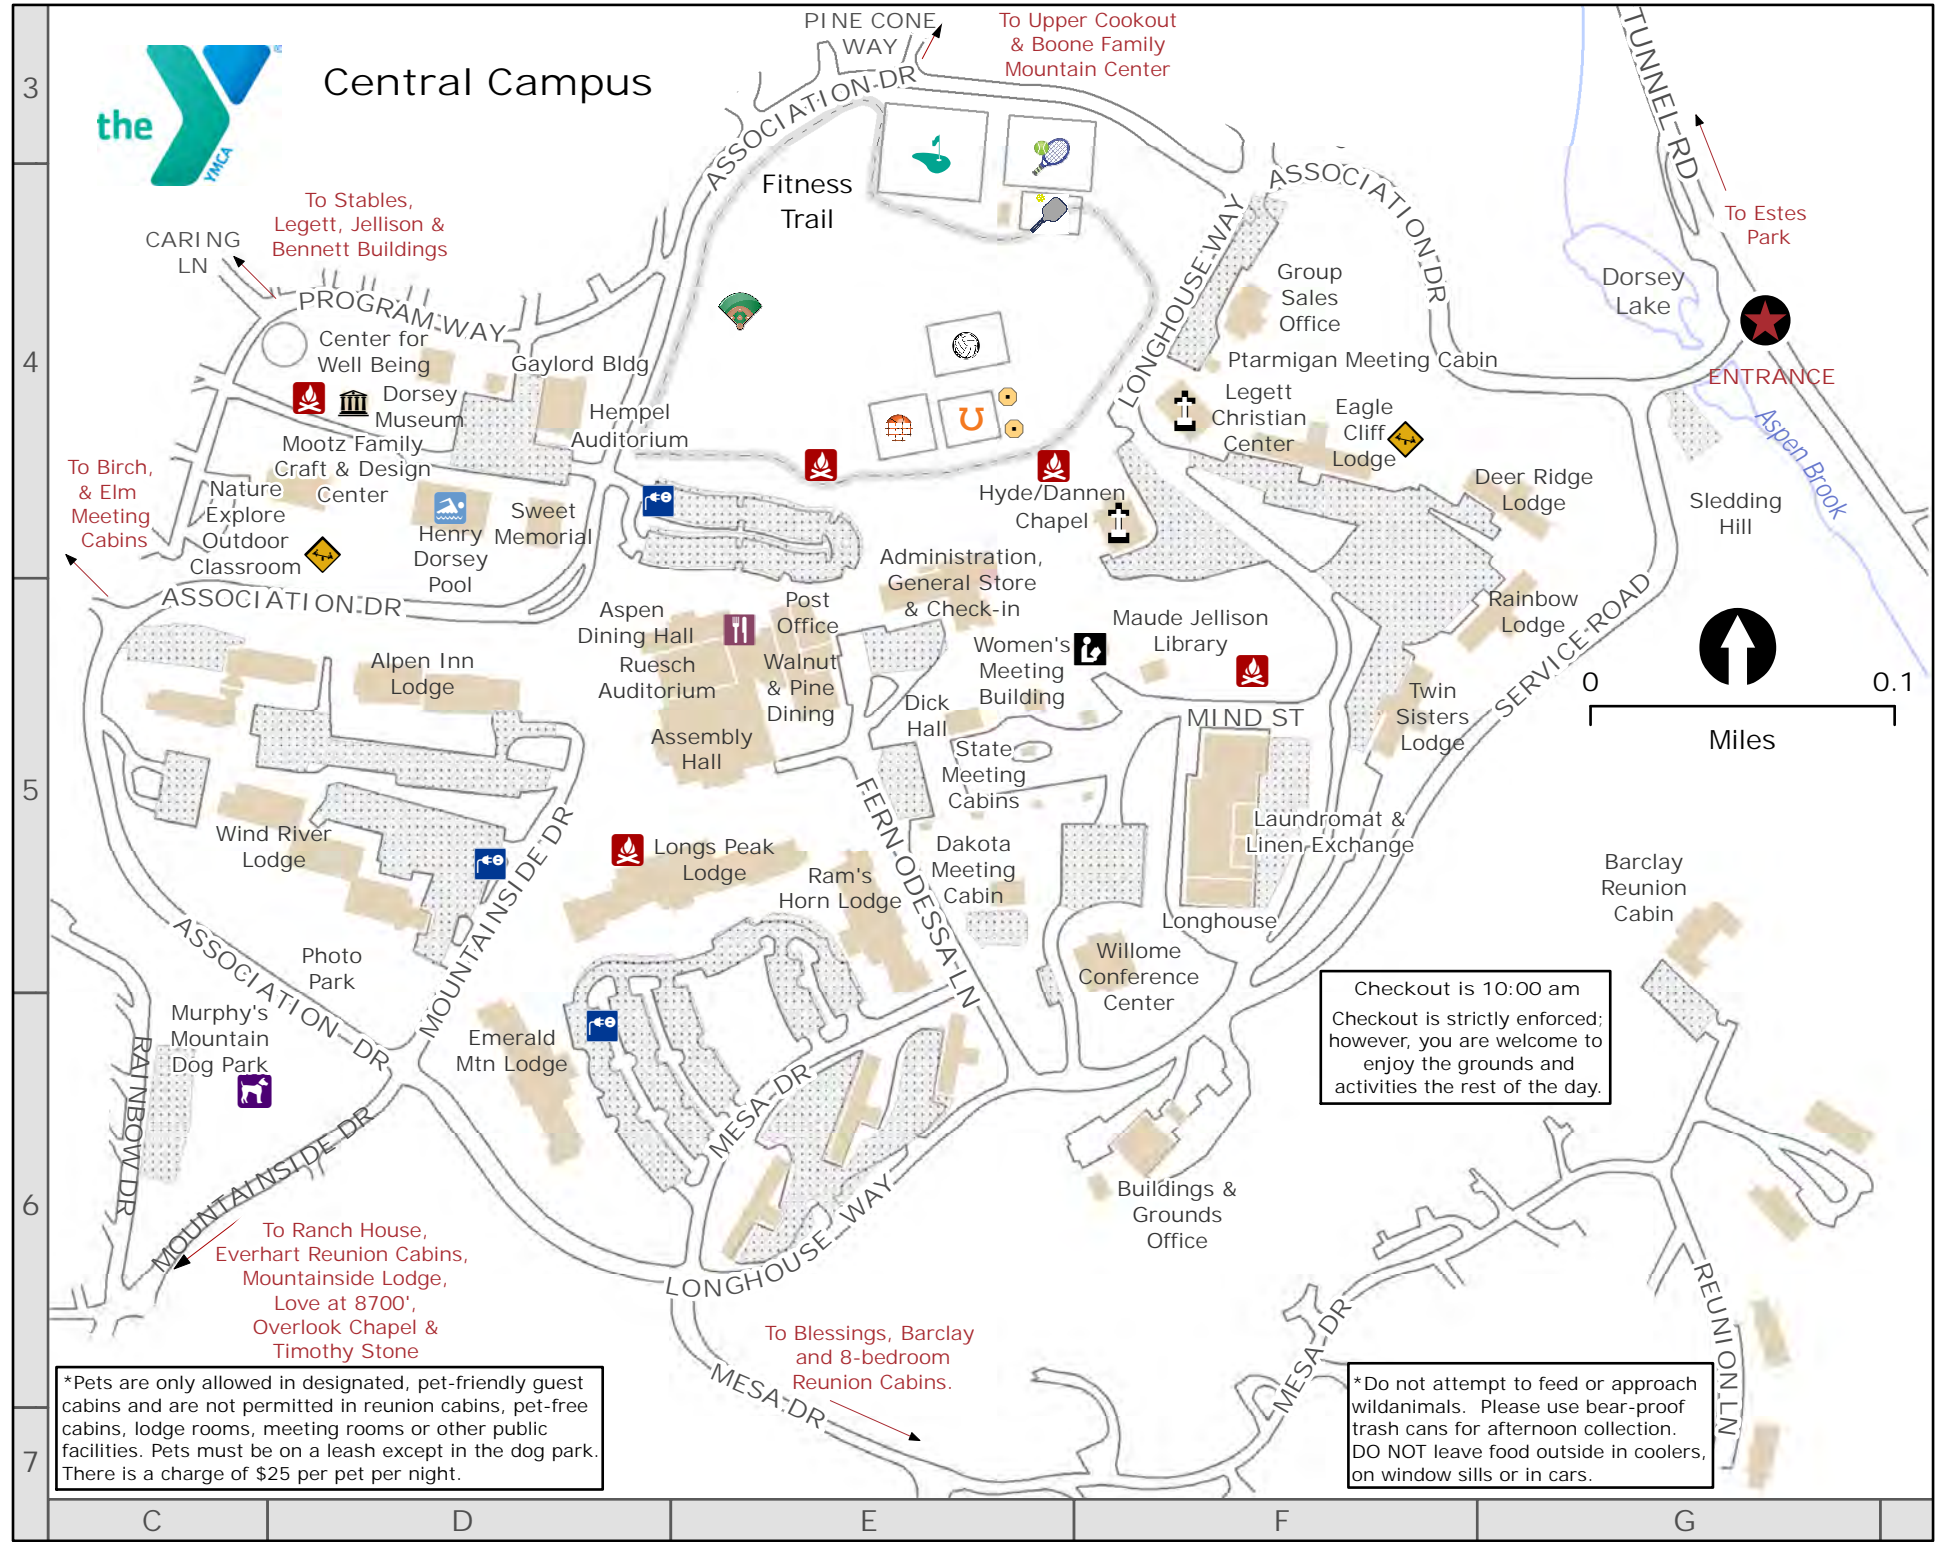 PINE CONE
WAY
To Upper Cookout
& Boone Family
Mountain Center
TUNNEL RD
3
the
YMCA
®
Central Campus
ASSOCIATION DR
ASSOCIATION DR
Fitness
Trail
To Stables,
Legett, Jellison &
Bennett Buildings
CARING
LN
LONGHOUSE WAY
ASSOCIATION DR
To Estes
Park
Group
Sales
Office
Dorsey
Lake
PROGRAM WAY
Center for
Well Being
Gaylord Bldg
4
Ptarmigan Meeting Cabin
ENTRANCE
Dorsey
Museum
Hempel
Auditorium
Legett
Christian
Center
Eagle
Cliff
Lodge
Aspen Brook
Mootz Family
Craft & Design
Center
To Birch,
& Elm
Meeting
Cabins
Nature
Explore
Outdoor
Classroom
Henry
Dorsey
Pool
Sweet
Memorial
Hyde/Dannen
Chapel
Deer Ridge
Lodge
Sledding
Hill
Administration,
General Store
& Check-in
ASSOCIATION DR
Aspen
Dining Hall
Post
Office
Maude Jellison
Library
Rainbow
Lodge
SERVICE ROAD
Alpen Inn
Lodge
Ruesch
Auditorium
Walnut
& Pine
Dining
Women's
Meeting
Building
Dick
Hall
MIND ST
Twin
Sisters
Lodge
0
0.1
Miles
Assembly
Hall
State
Meeting
Cabins
5
FERN ODESSA LN
MOUNTAINSIDE DR
Wind River
Lodge
Longs Peak
Lodge
Ram's
Horn Lodge
Dakota
Meeting
Cabin
Laundromat &
Linen Exchange
Barclay
Reunion
Cabin
Longhouse
ASSOCIATION DR
Photo
Park
Willome
Conference
Center
Checkout is 10:00 am
Checkout is strictly enforced;
however, you are welcome to
enjoy the grounds and
activities the rest of the day.
Murphy's
Mountain
Dog Park
RAINBOW DR
Emerald
Mtn Lodge
MESA DR
MOUNTAINSIDE DR
6
Buildings &
Grounds
Office
To Ranch House,
Everhart Reunion Cabins,
Mountainside Lodge,
Love at 8700',
Overlook Chapel &
Timothy Stone
LONGHOUSE WAY
To Blessings, Barclay
and 8-bedroom
Reunion Cabins.
MESA DR
MESA DR
REUNION LN
*Pets are only allowed in designated, pet-friendly guest
cabins and are not permitted in reunion cabins, pet-free
cabins, lodge rooms, meeting rooms or other public
facilities. Pets must be on a leash except in the dog park.
There is a charge of $25 per pet per night.
*Do not attempt to feed or approach
wildanimals. Please use bear-proof
trash cans for afternoon collection.
DO NOT leave food outside in coolers,
on window sills or in cars.
7
C
D
E
F
G